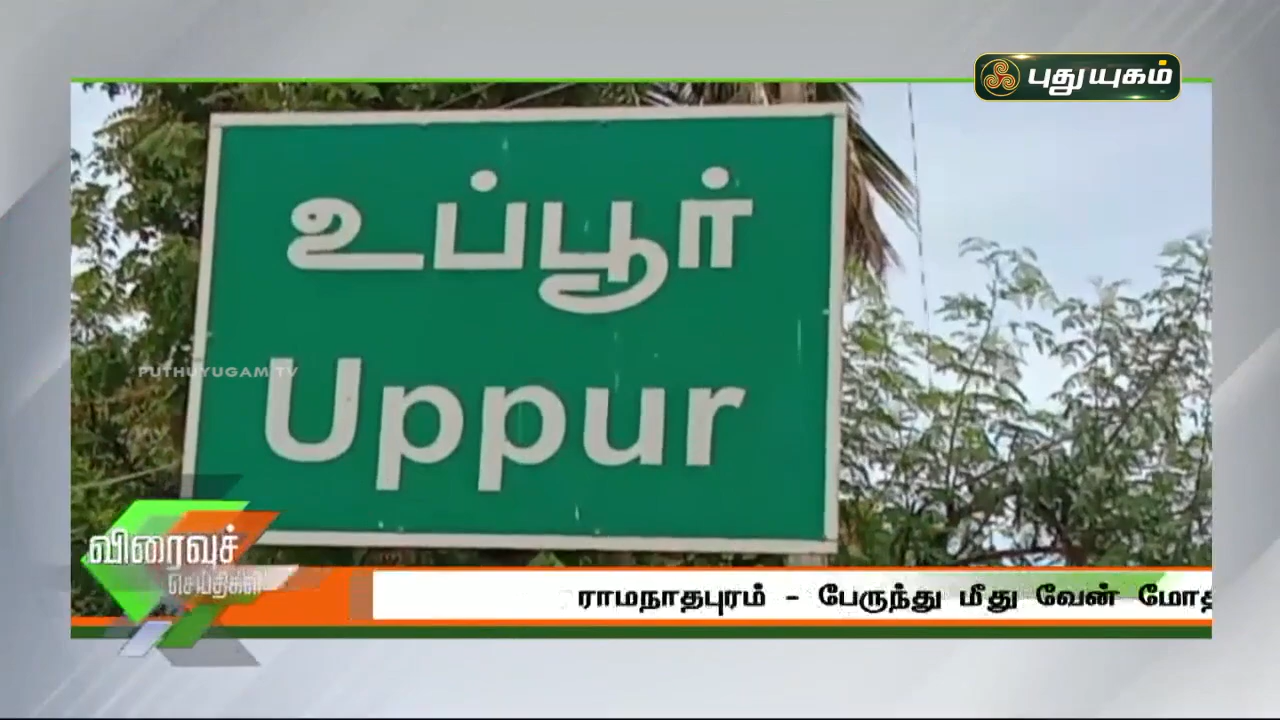 புதுயுகம்
உப்பூர்
Uppur
PUTHUYUGAM TV
விரைவுச்
செய்திகள்
ராமநாதபுரம் - பேருந்து மீது வேன்